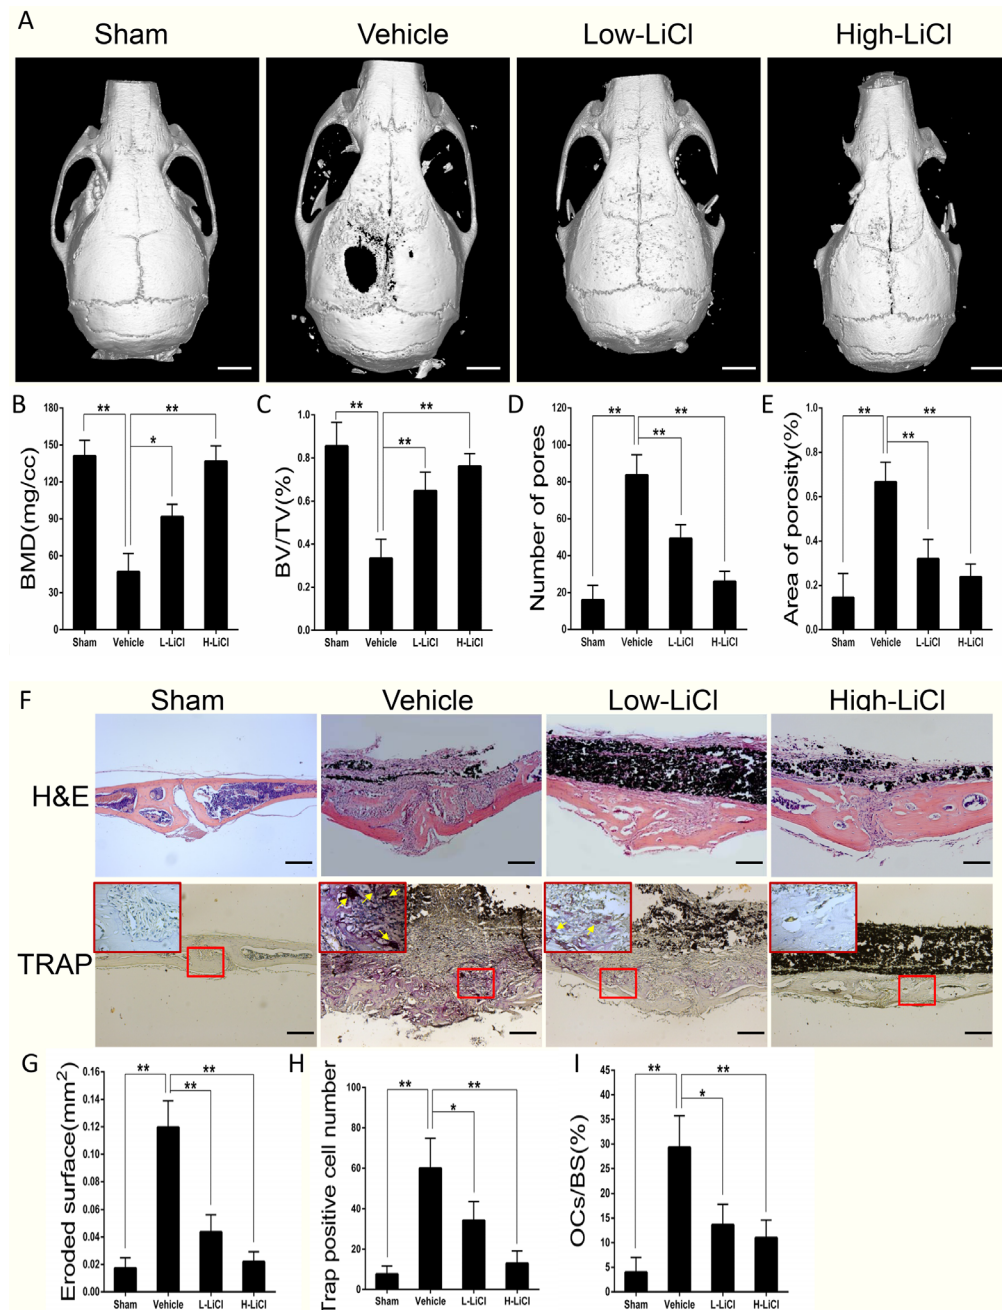 A
Sham Vehicle Low-LiCl High-LiCl
B
BMD(mg/cc)
180
150
120
90
60
30
0
Sham Vehicle L-LiCl H-LiCl
** * **
C
BV/TV(%)
1.0
0.8
0.6
0.4
0.2
0.0
Sham Vehicle L-LiCl H-LiCl
** ** **
D
Number of pores
120
100
80
60
40
20
0
Sham Vehicle L-LiCl H-LiCl
** ** **
E
Area of porosity(%)
1.0
0.8
0.6
0.4
0.2
0.0
Sham Vehicle L-LiCl H-LiCl
** ** **
F
Sham Vehicle Low-LiCl High-LiCl
H&E
TRAP
G
Eroded surface(mm²)
0.16
0.14
0.12
0.10
0.08
0.06
0.04
0.02
0.00
Sham Vehicle L-LiCl H-LiCl
** ** **
H
Trap positive cell number
100
80
60
40
20
0
Sham Vehicle L-LiCl H-LiCl
** * **
I
OCs/BS(%)
45
40
35
30
25
20
15
10
5
0
Sham Vehicle L-LiCl H-LiCl
** * **